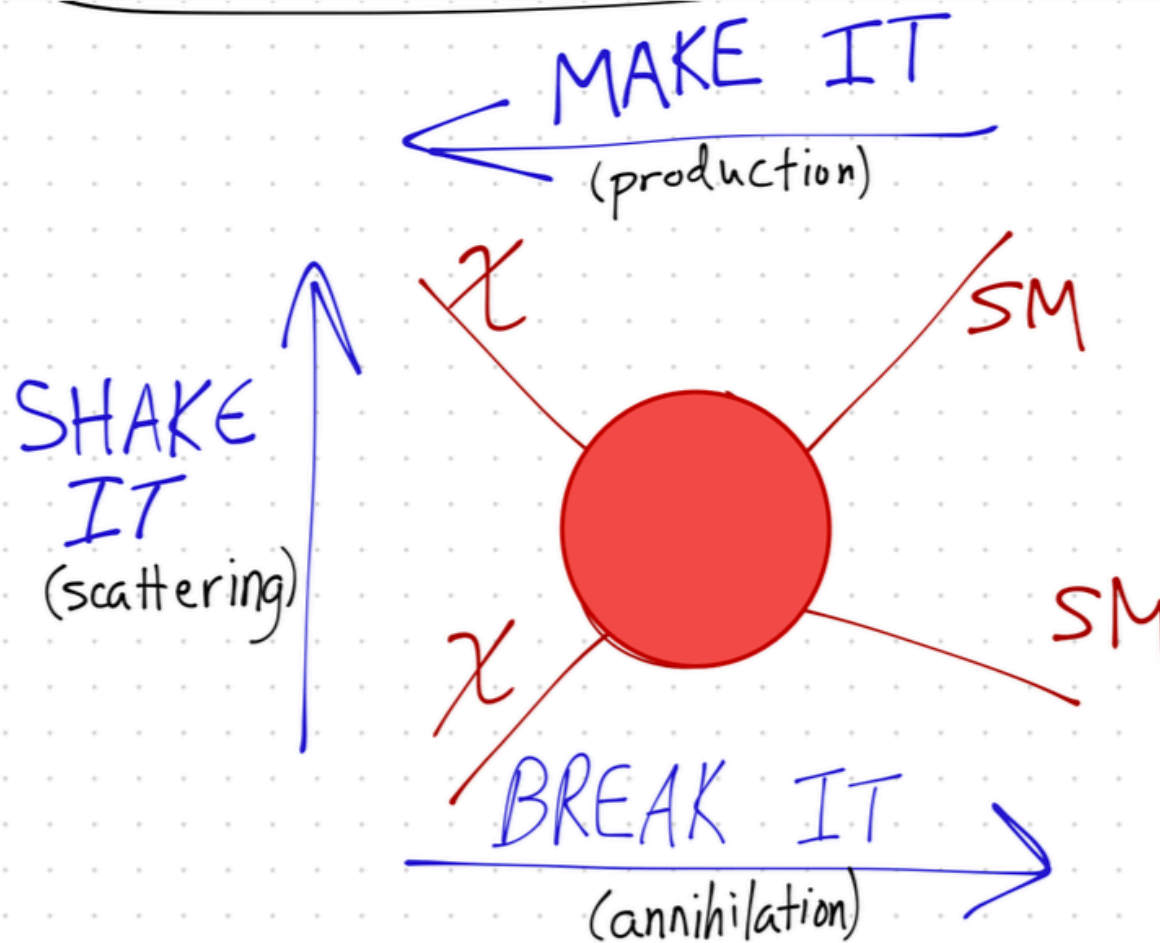 MAKE IT
(production)
χ
SM
SHAKE
IT
(scattering)
χ
SM
BREAK IT
(annihilation)